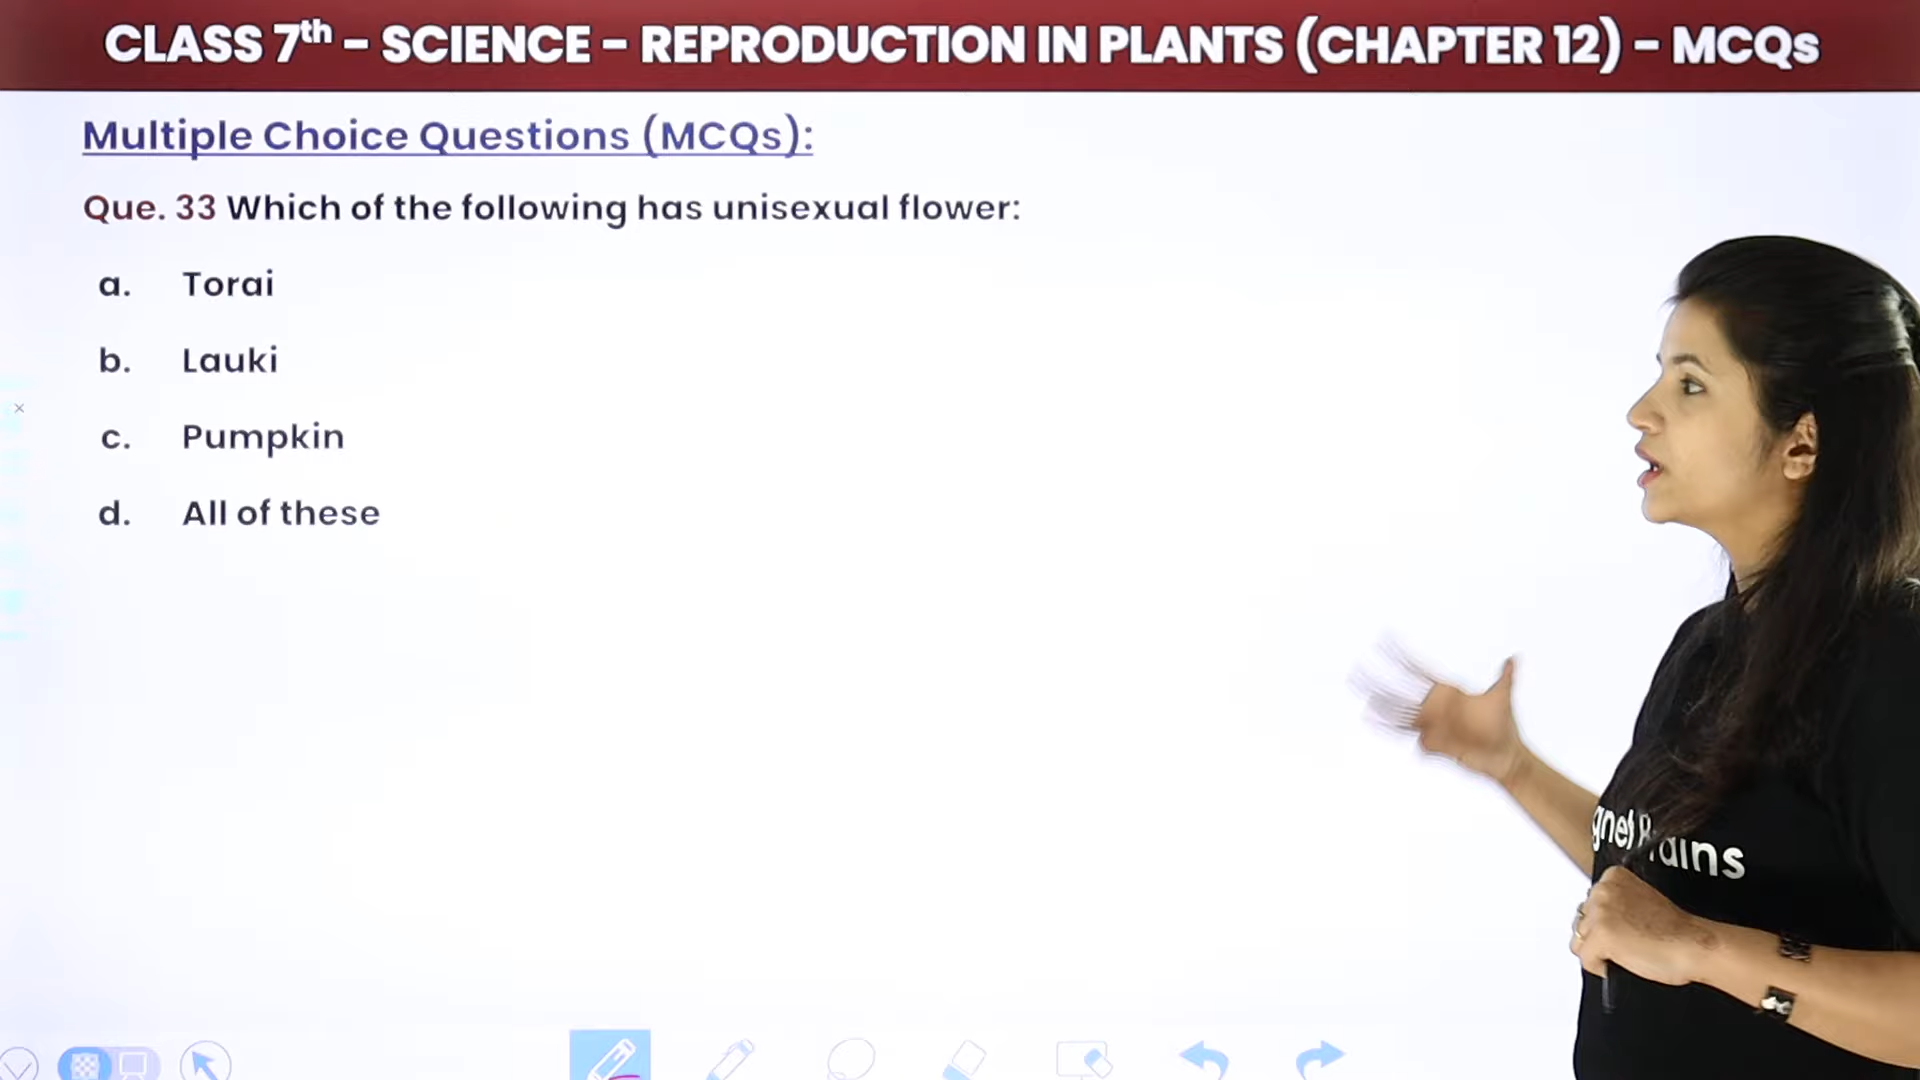 CLASS 7th – SCIENCE – REPRODUCTION IN PLANTS (CHAPTER 12) – MCQs
Multiple Choice Questions (MCQs):
Que. 33 Which of the following has unisexual flower:
a. Torai
b. Lauki
c. Pumpkin
d. All of these